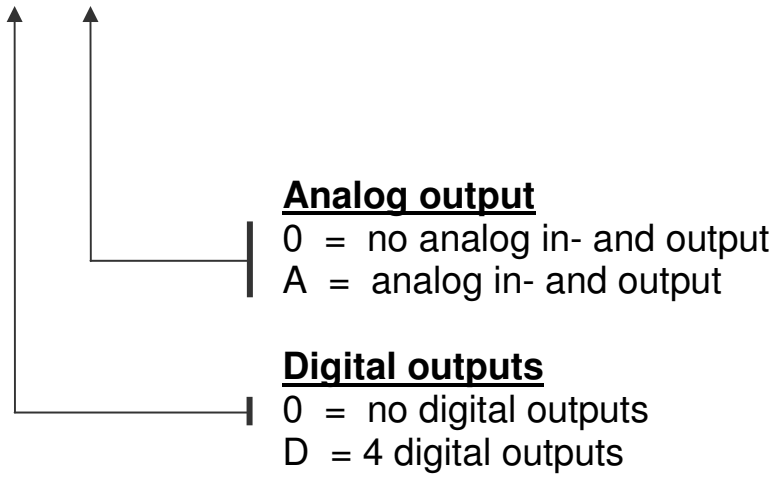 Analog output
0 = no analog in- and output
A = analog in- and output
Digital outputs
0 = no digital outputs
D = 4 digital outputs